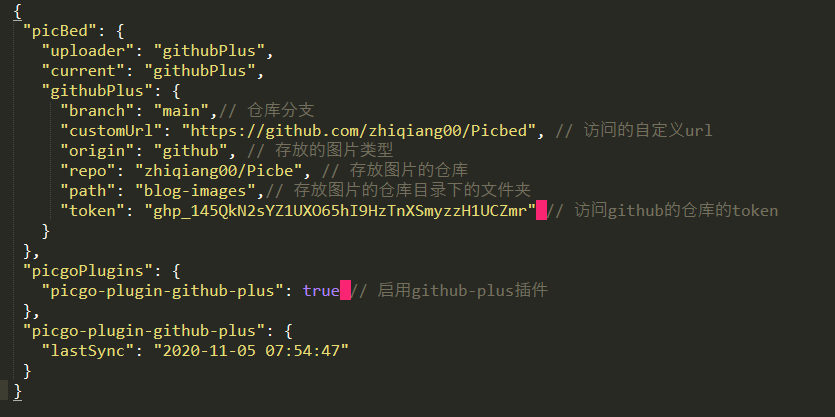 {
"picBed": {
"uploader": "githubPlus",
"current": "githubPlus",
"githubPlus": {
"branch": "main",// 仓库分支
"customUrl": "https://github.com/zhiqiang00/Picbed", // 访问的自定义url
"origin": "github", // 存放的图片类型
"repo": "zhiqiang00/Picbe", // 存放图片的仓库
"path": "blog-images",// 存放图片的仓库目录下的文件夹
"token": "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" // 访问github的仓库的token
}
},
"picgoPlugins": {
"picgo-plugin-github-plus": true // 启用github-plus插件
},
"picgo-plugin-github-plus": {
"lastSync": "2020-11-05 07:54:47"
}
}